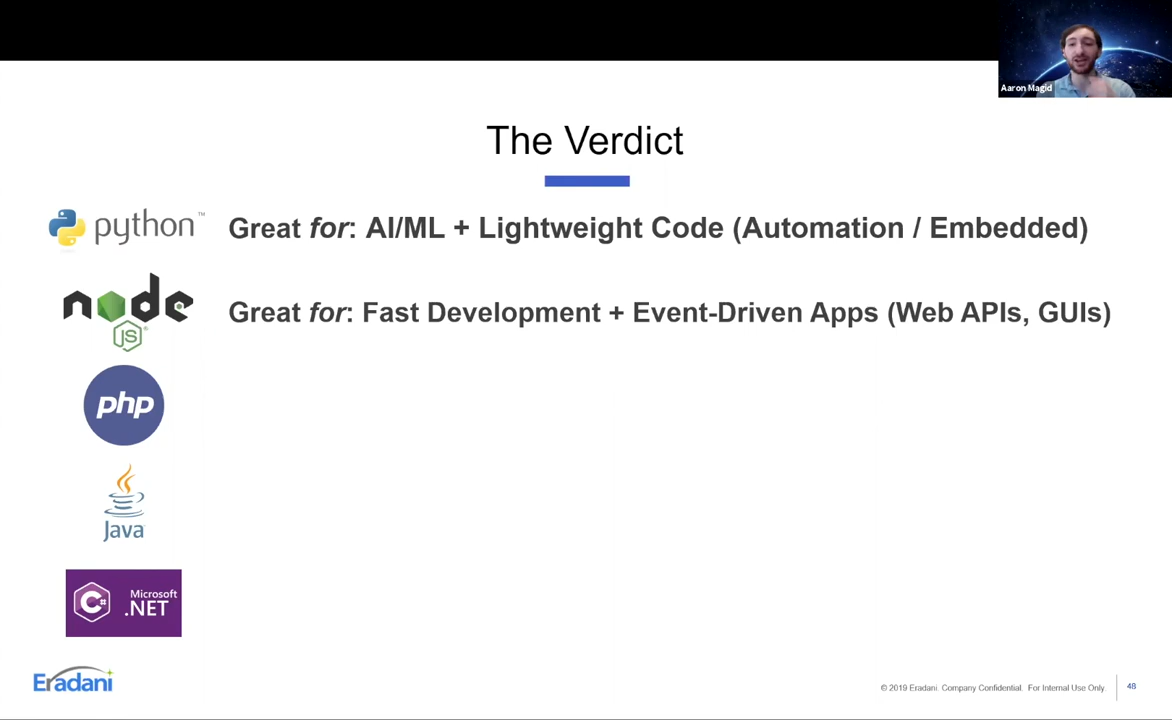 Aaron Magid
The Verdict
python™
Great for: AI/ML + Lightweight Code (Automation / Embedded)
node
JS®
Great for: Fast Development + Event-Driven Apps (Web APIs, GUIs)
php
Java
C# Microsoft
.NET
Eradani
© 2019 Eradani. Company Confidential. For Internal Use Only
48